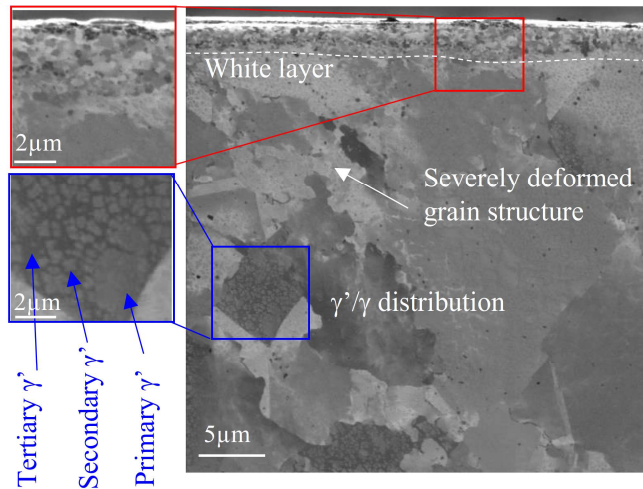 White layer
2µm
Severely deformed
grain structure
2µm
γ'/γ distribution
5µm
Tertiary γ'
Secondary γ'
Primary γ'